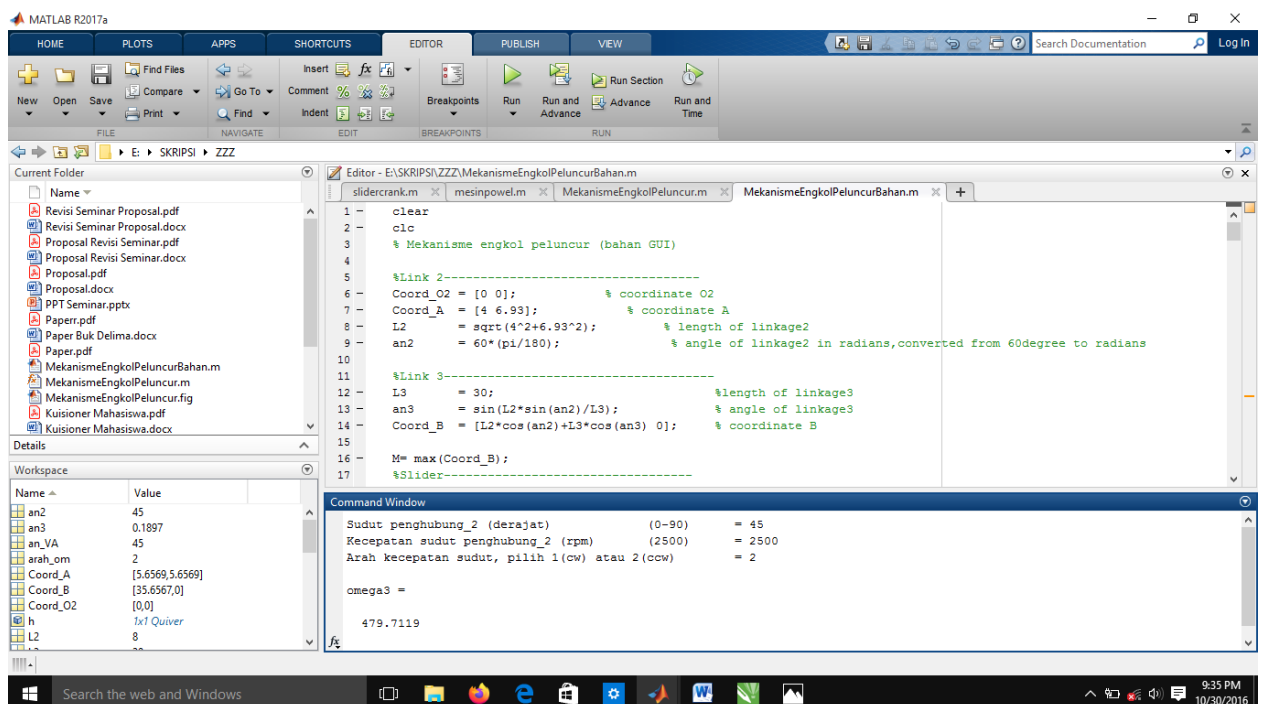 MATLAB R2017a
HOME PLOTS APPS SHORTCUTS EDITOR PUBLISH VIEW Search Documentation Log In
New Open Save Find Files Compare Print Go To Find Insert fx Comment Indent Breakpoints Run Run and Advance Run Section Advance Run and Time
FILE NAVIGATE EDIT BREAKPOINTS RUN
E: SKRIPSI ZZZ
Current Folder
Name
Revisi Seminar Proposal.pdf
Revisi Seminar Proposal.docx
Proposal Revisi Seminar.pdf
Proposal Revisi Seminar.docx
Proposal.pdf
Proposal.docx
PPT Seminar.pptx
Paperr.pdf
Paper Buk Delima.docx
Paper.pdf
MekanismeEngkolPeluncurBahan.m
MekanismeEngkolPeluncur.m
MekanismeEngkolPeluncur.fig
Kuisioner Mahasiswa.pdf
Kuisioner Mahasiswa.docx
Details
Workspace
Name Value
an2 45
an3 0.1897
an_VA 45
arah_om 2
Coord_A [5.6569,5.6569]
Coord_B [35.6567,0]
Coord_O2 [0,0]
h 1x1 Quiver
L2 8
Editor - E:\SKRIPSI\ZZZ\MekanismeEngkolPeluncurBahan.m
slidercrank.m mesinpowel.m MekanismeEngkolPeluncur.m MekanismeEngkolPeluncurBahan.m +
1 - clear
2 - clc
3 % Mekanisme engkol peluncur (bahan GUI)
4
5 %Link 2-----------------------------------
6 - Coord_O2 = [0 0]; % coordinate O2
7 - Coord_A = [4 6.93]; % coordinate A
8 - L2 = sqrt(4^2+6.93^2); % length of linkage2
9 - an2 = 60*(pi/180); % angle of linkage2 in radians,converted from 60degree to radians
10
11 %Link 3-------------------------------------
12 - L3 = 30; %length of linkage3
13 - an3 = sin(L2*sin(an2)/L3); % angle of linkage3
14 - Coord_B = [L2*cos(an2)+L3*cos(an3) 0]; % coordinate B
15
16 - M= max(Coord_B);
17 %Slider----------------------------------
Command Window
Sudut penghubung_2 (derajat) (0-90) = 45
Kecepatan sudut penghubung_2 (rpm) (2500) = 2500
Arah kecepatan sudut, pilih 1(cw) atau 2(ccw) = 2
omega3 =
479.7119
fx
Search the web and Windows
9:35 PM
10/30/2016